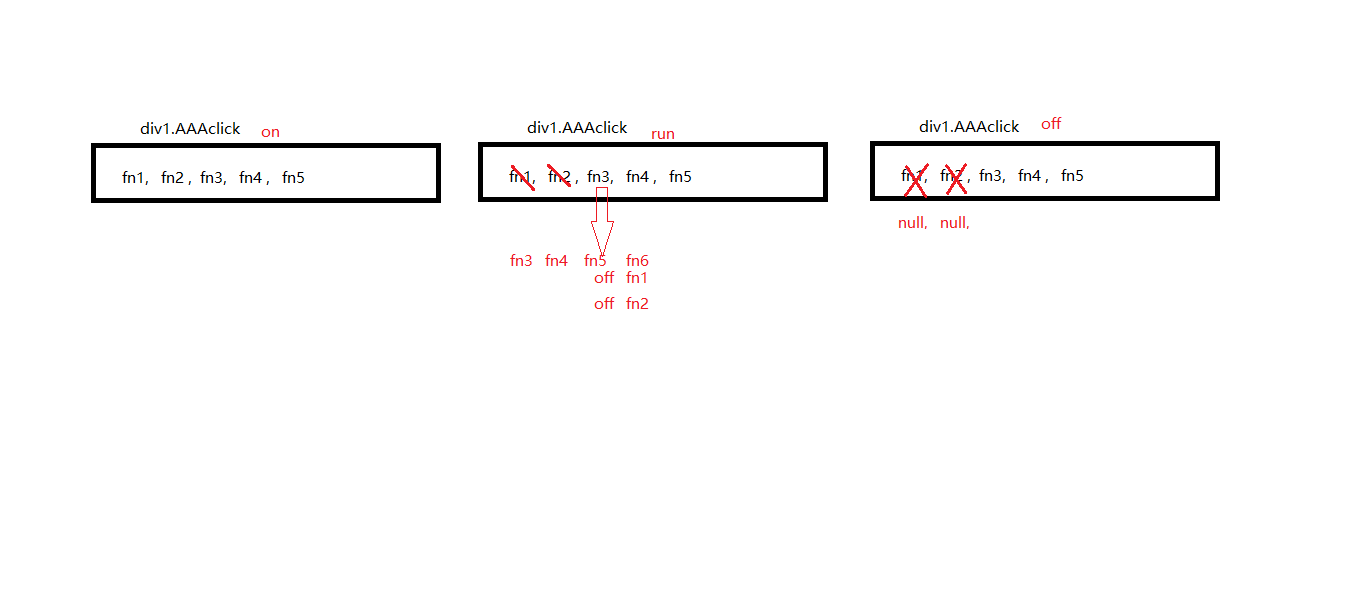 div1.AAAclick on
fn1, fn2 , fn3, fn4 , fn5
div1.AAAclick run
fn1, fn2 , fn3, fn4 , fn5
fn3 fn4 fn5 fn6
off fn1
off fn2
div1.AAAclick off
fn1, fn2 , fn3, fn4 , fn5
null, null,